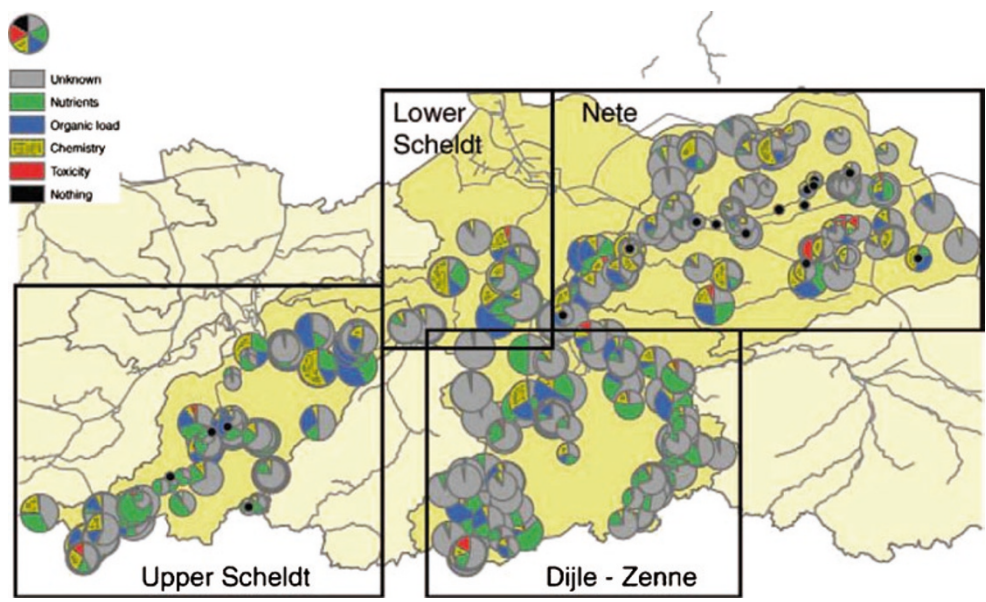 Unknown
Nutrients
Organic load
Chemistry
Toxicity
Nothing
Lower
Scheldt
Nete
Upper Scheldt
Dijle - Zenne